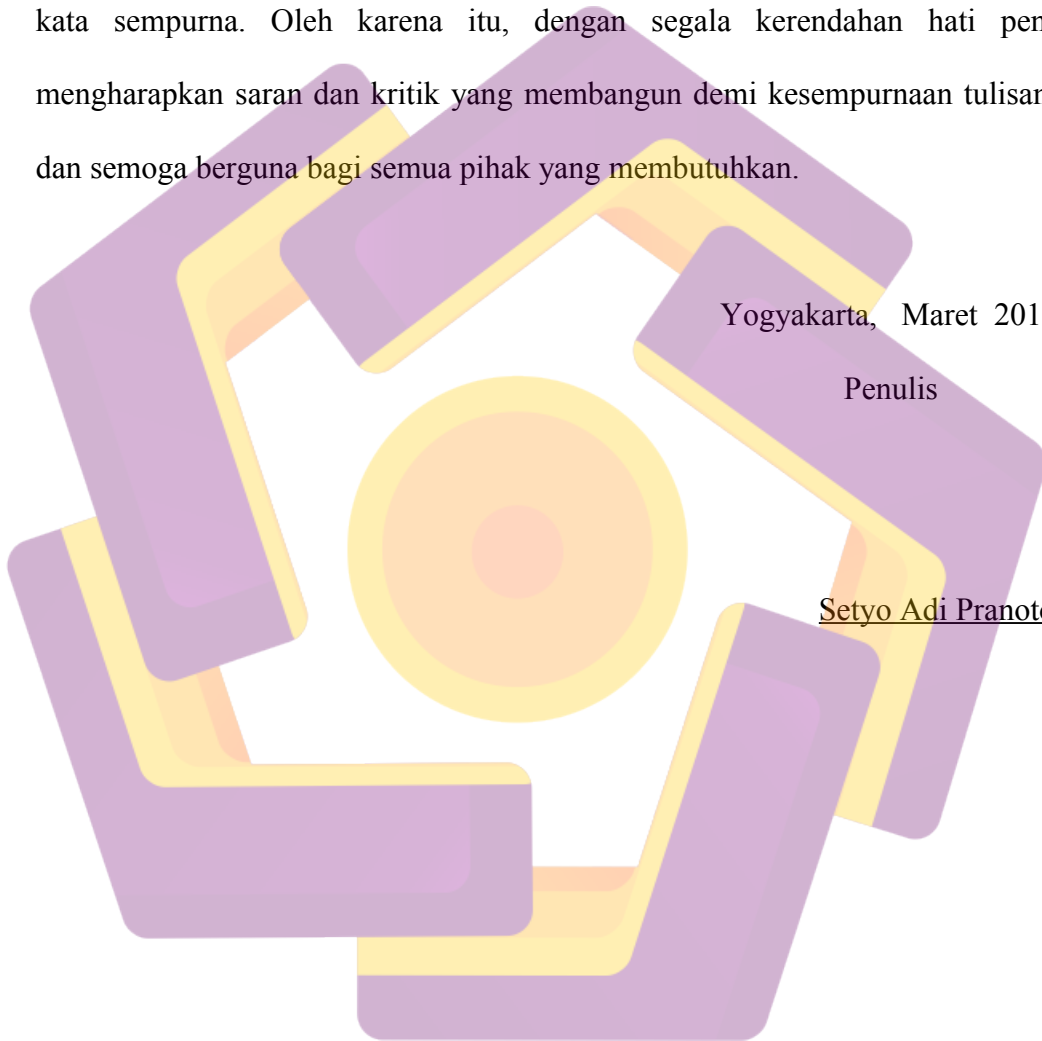 kata sempurna. Oleh karena itu, dengan segala kerendahan hati pen
mengharapkan saran dan kritik yang membangun demi kesempurnaan tulisan
dan semoga berguna bagi semua pihak yang membutuhkan.
Yogyakarta, Maret 201
Penulis
Setyo Adi Pranoto